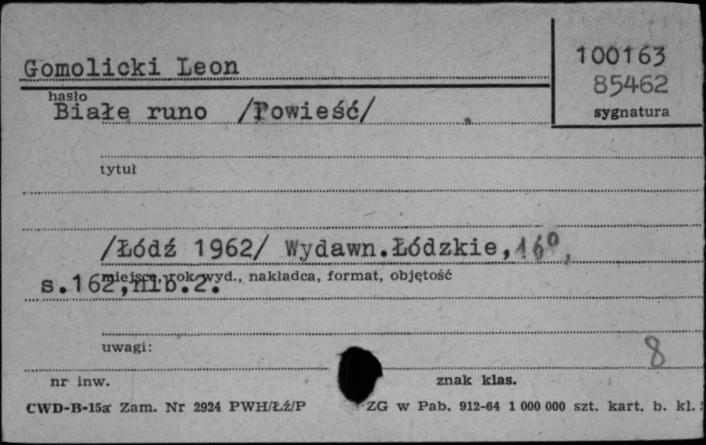 Gomolicki Leon
100163
85462
hasło
sygnatura
Białe runo /Powieść/
tytuł
/Łódź 1962/ Wydawn.Łódzkie,16°,
miejsce, rok wyd., nakładca, format, objętość
s.162,nlb.2.
uwagi:
8
nr inw.
znak klas.
CWD-B-15a Zam. Nr 2924 PWH/Łź/P
ZG w Pab. 912-64 1 000 000 szt. kart. b. kl.